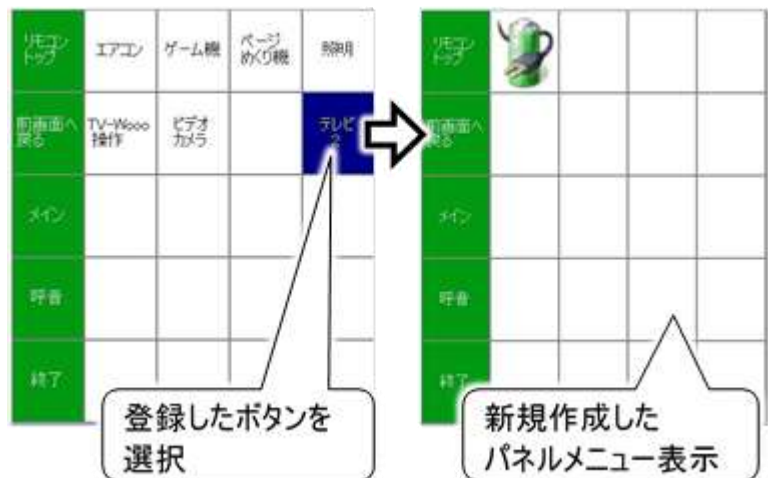 リモコン
トップ
エアコン
ゲーム機
ページ
めくり機
照明
前画面へ
戻る
TV-Wooo
操作
ビデオ
カメラ
テレビ
2
メイン
呼音
終了
登録したボタンを
選択
リモコン
トップ
前画面へ
戻る
メイン
呼音
終了
新規作成した
パネルメニュー表示